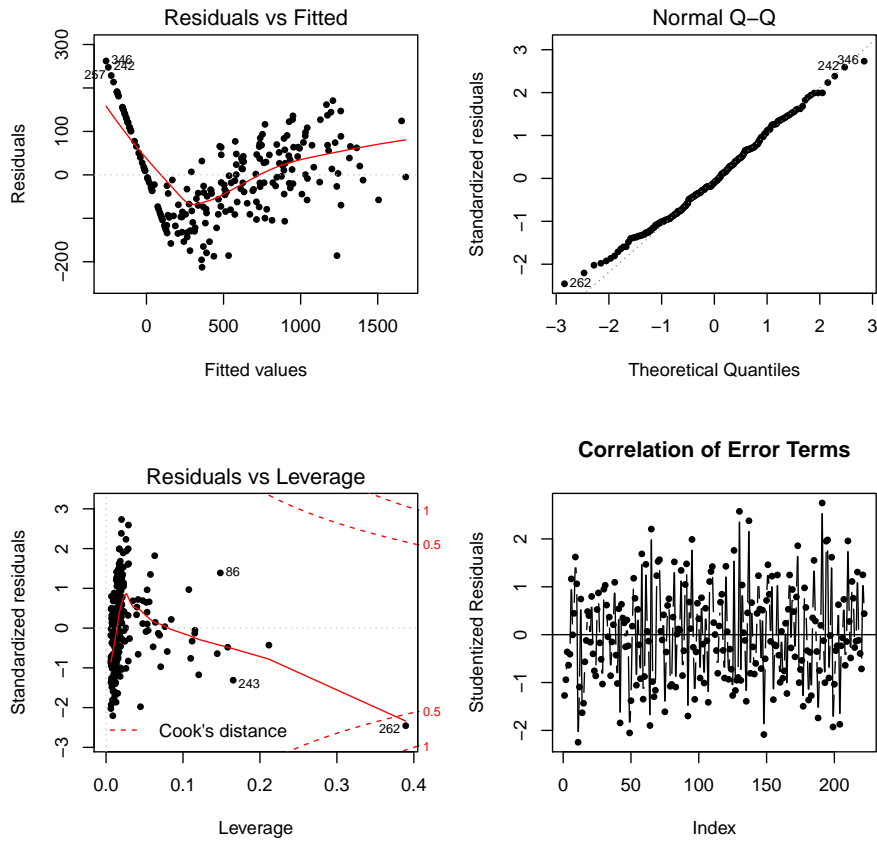 Residuals vs Fitted
Residuals
300
100
0
−200
346
242
257
0 500 1000 1500
Fitted values
Normal Q−Q
Standardized residuals
3
2
1
0
−1
−2
242 346
262
−3 −2 −1 0 1 2 3
Theoretical Quantiles
Residuals vs Leverage
Standardized residuals
3
2
1
0
−1
−2
−3
86
243
262
1
0.5
0.5
1
Cook's distance
0.0 0.1 0.2 0.3 0.4
Leverage
Correlation of Error Terms
Studentized Residuals
2
1
0
−1
−2
0 50 100 150 200
Index